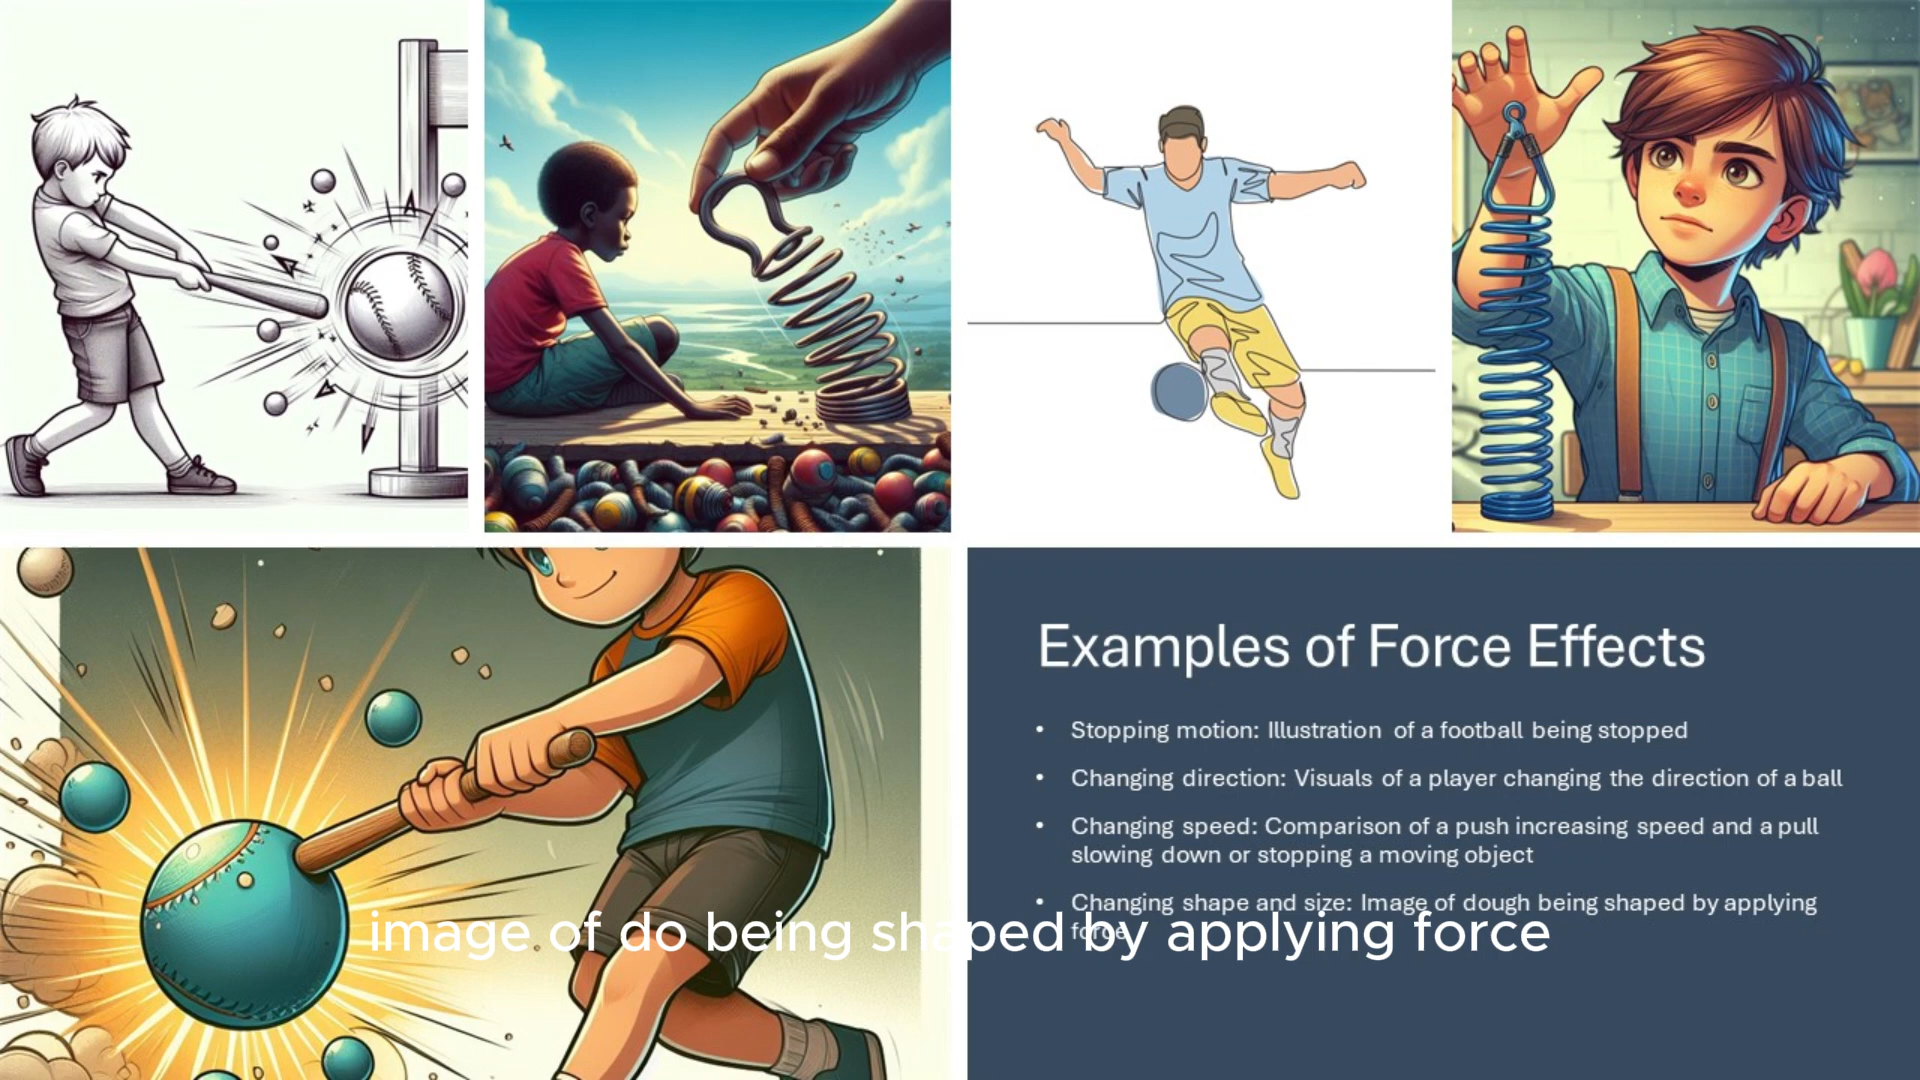 Examples of Force Effects
• Stopping motion: Illustration of a football being stopped
• Changing direction: Visuals of a player changing the direction of a ball
• Changing speed: Comparison of a push increasing speed and a pull
slowing down or stopping a moving object
• Changing shape and size: Image of dough being shaped by applying
force
image of do being shaped by applying force